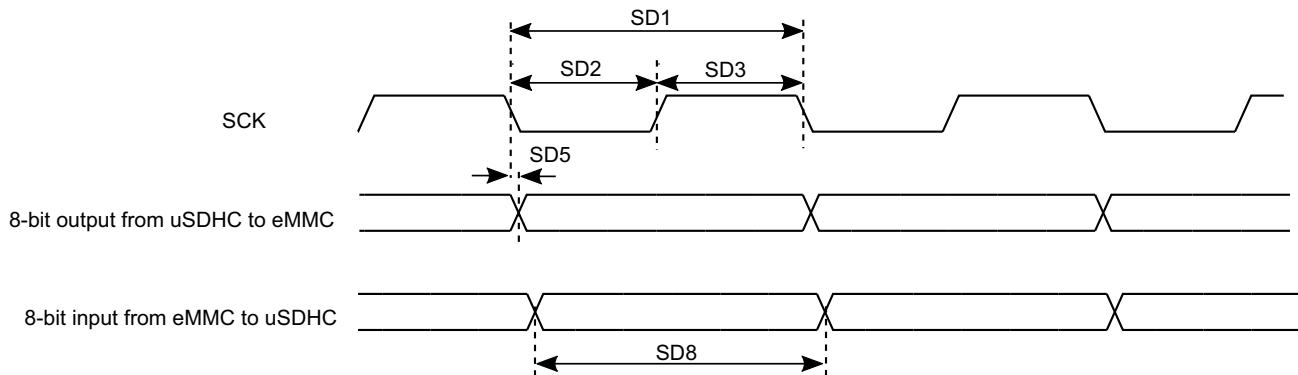 SD1
SD2
SD3
SCK
SD5
8-bit output from uSDHC to eMMC
8-bit input from eMMC to uSDHC
SD8